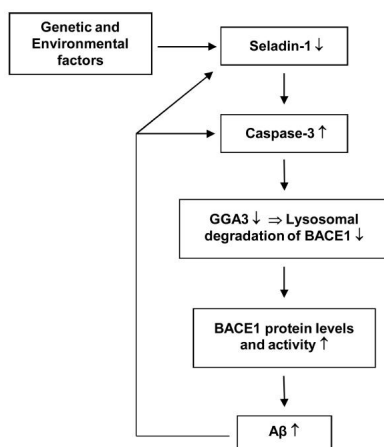 Genetic and
Environmental
factors
Seladin-1 ↓
Caspase-3 ↑
GGA3 ↓ ⇒ Lysosomal
degradation of BACE1 ↓
BACE1 protein levels
and activity ↑
Aβ ↑